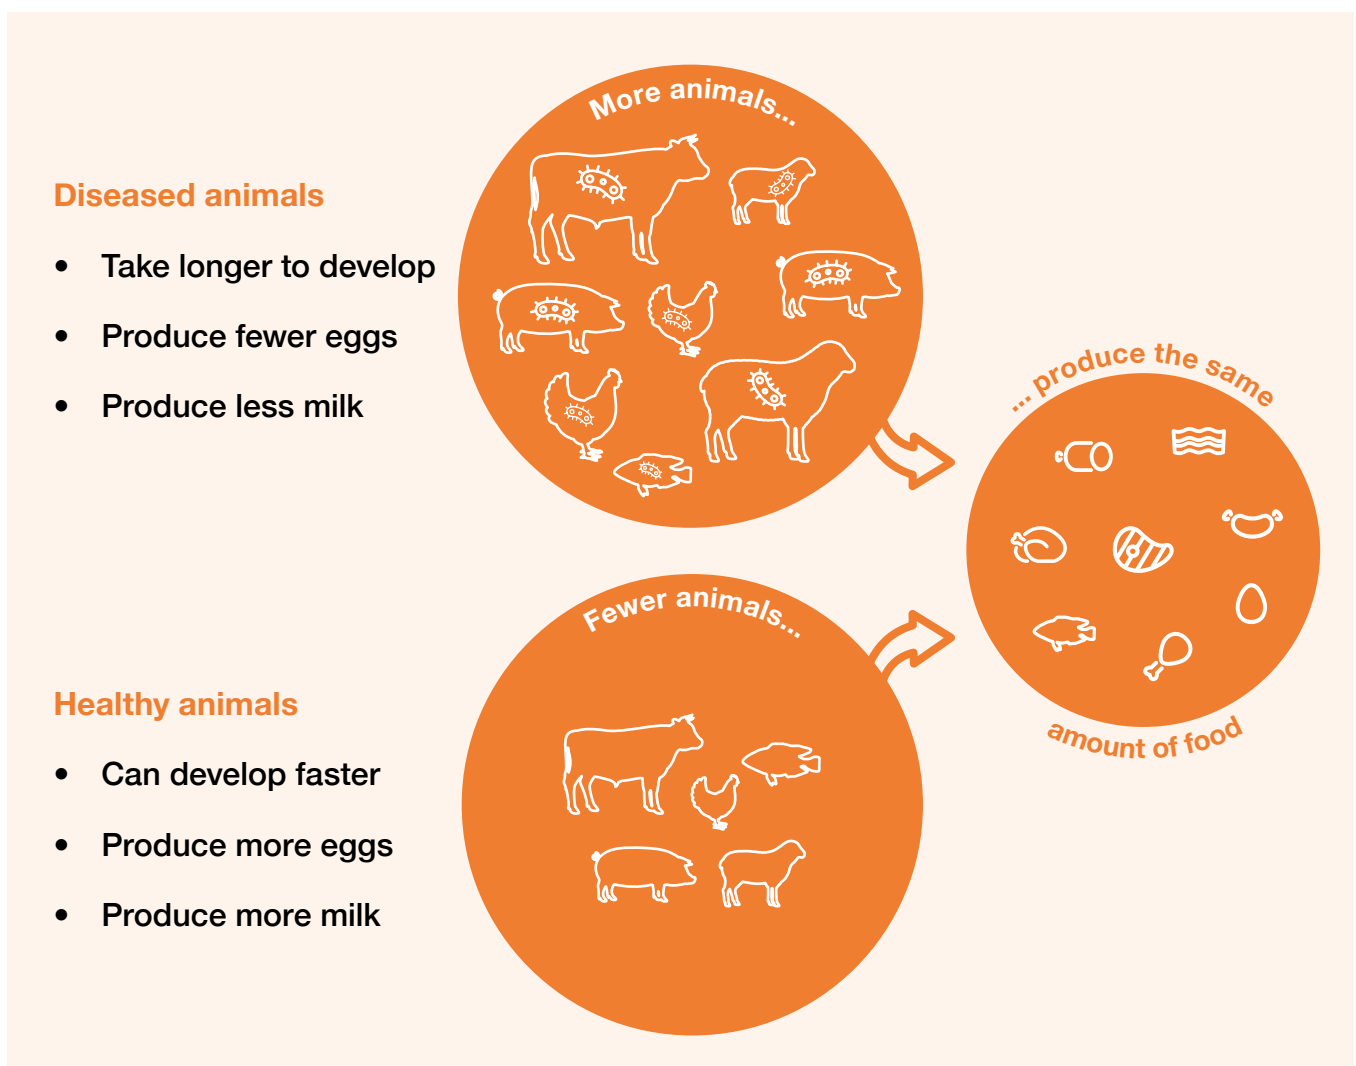 Diseased animals
• Take longer to develop
• Produce fewer eggs
• Produce less milk
More animals...
Healthy animals
• Can develop faster
• Produce more eggs
• Produce more milk
Fewer animals...
... produce the same
amount of food